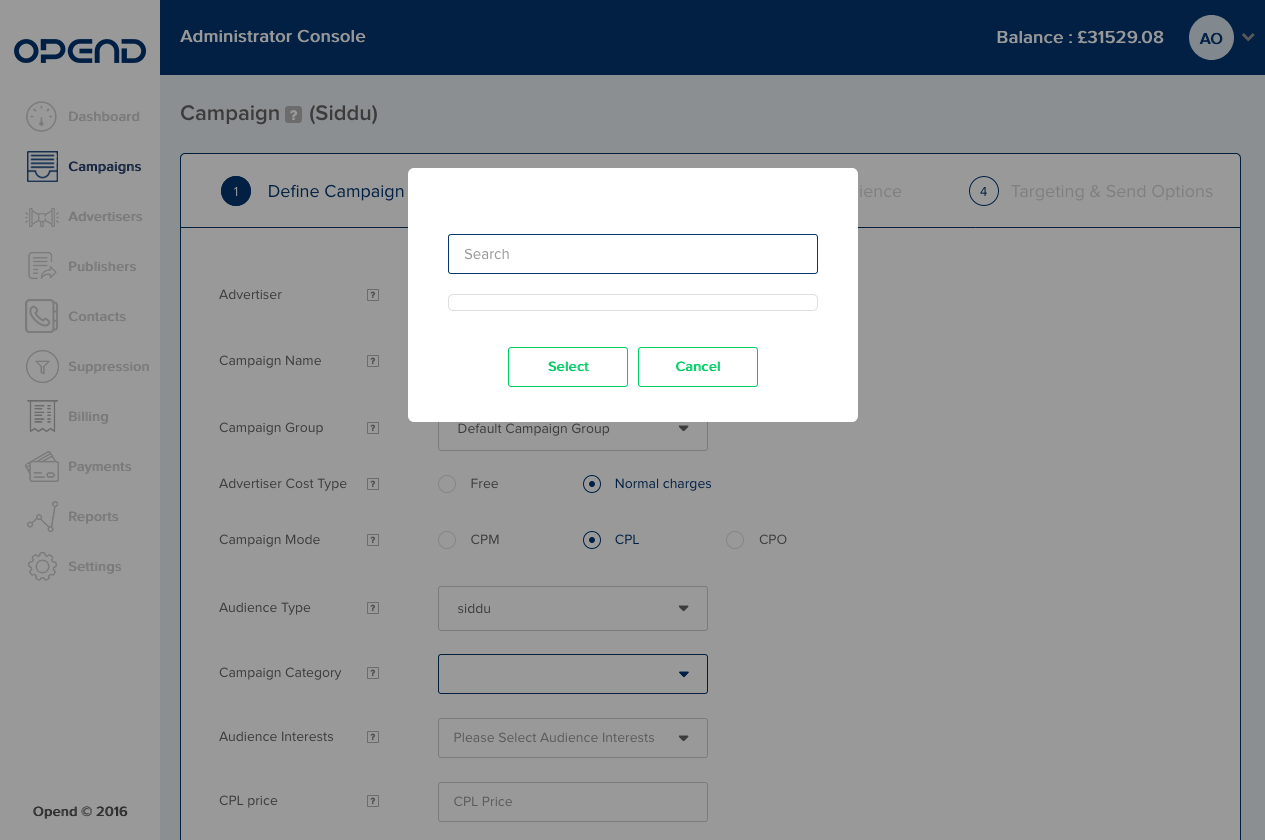 OPEND
Administrator Console
Balance : £31529.08
AO
Dashboard
Campaigns
Advertisers
Publishers
Contacts
Suppression
Billing
Payments
Reports
Settings
Opend © 2016
Campaign ? (Siddu)
1 Define Campaign
ience
4 Targeting & Send Options
Search
Select Cancel
Advertiser ?
Campaign Name ?
Campaign Group ? Default Campaign Group
Advertiser Cost Type ? Free Normal charges
Campaign Mode ? CPM CPL CPO
Audience Type ? siddu
Campaign Category ?
Audience Interests ? Please Select Audience Interests
CPL price ? CPL Price